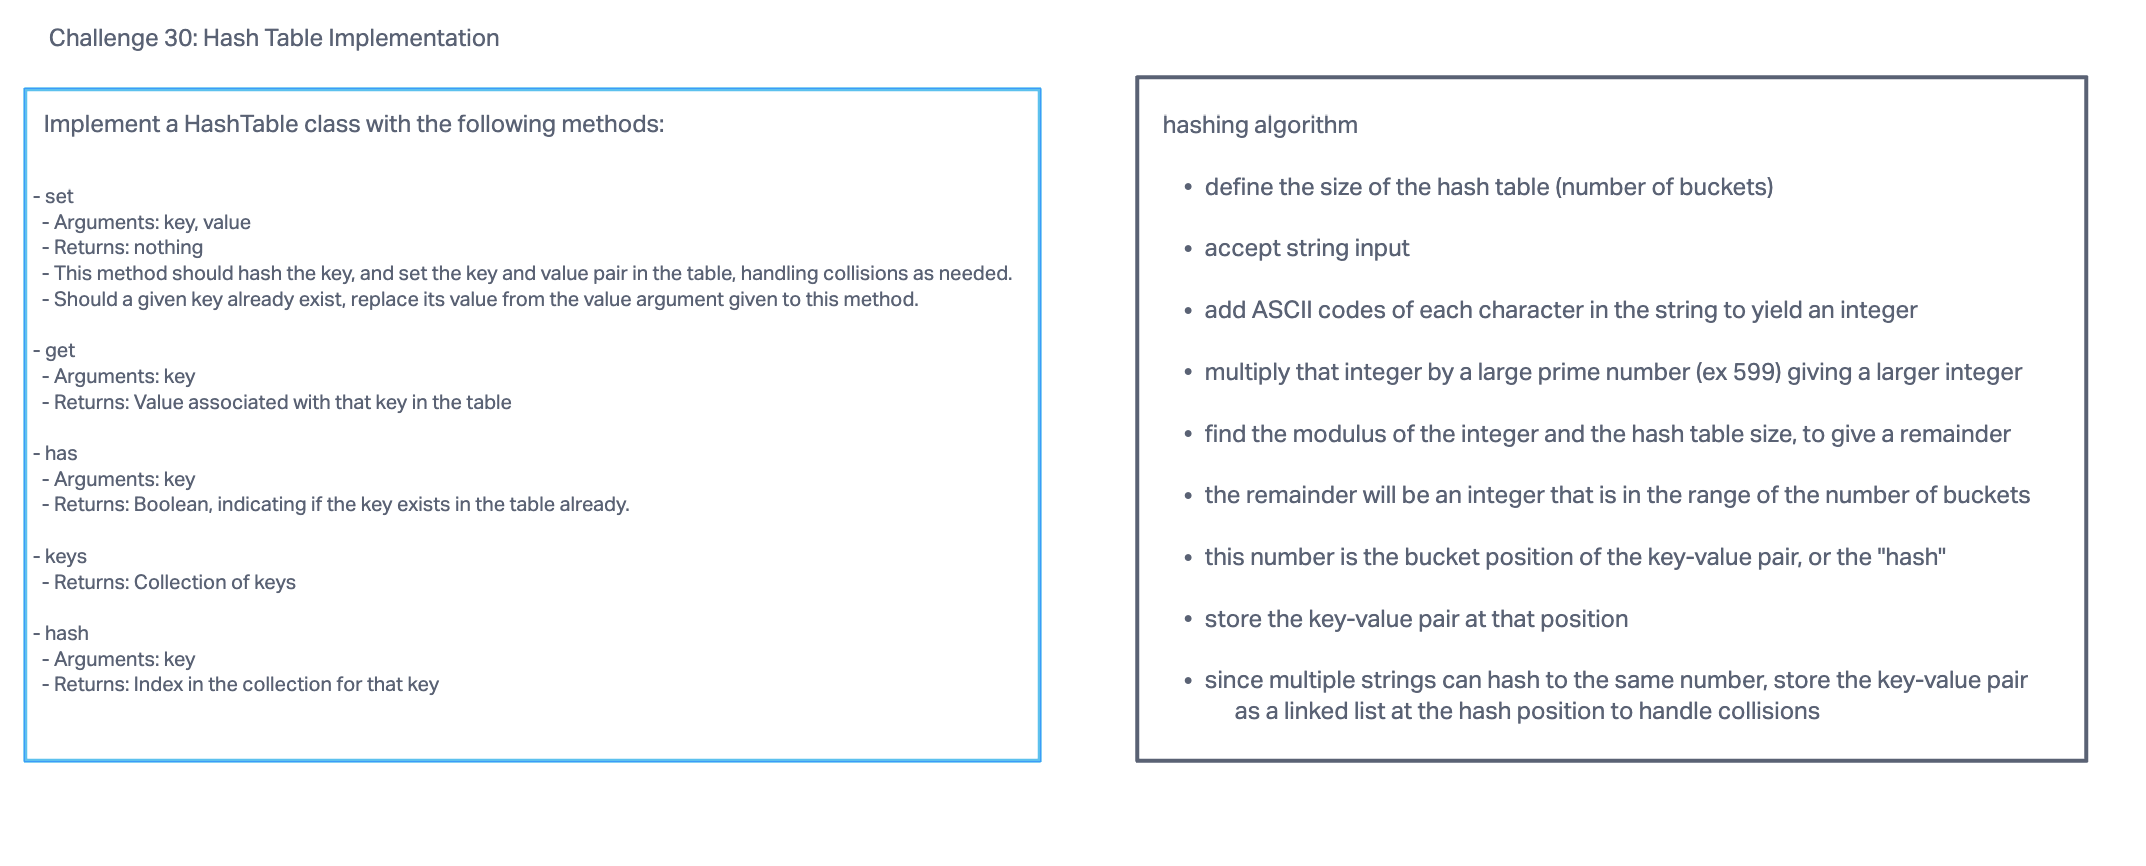 Challenge 30: Hash Table Implementation
Implement a HashTable class with the following methods:
- set
- Arguments: key, value
- Returns: nothing
- This method should hash the key, and set the key and value pair in the table, handling collisions as needed.
- Should a given key already exist, replace its value from the value argument given to this method.
- get
- Arguments: key
- Returns: Value associated with that key in the table
- has
- Arguments: key
- Returns: Boolean, indicating if the key exists in the table already.
- keys
- Returns: Collection of keys
- hash
- Arguments: key
- Returns: Index in the collection for that key
hashing algorithm
• define the size of the hash table (number of buckets)
• accept string input
• add ASCII codes of each character in the string to yield an integer
• multiply that integer by a large prime number (ex 599) giving a larger integer
• find the modulus of the integer and the hash table size, to give a remainder
• the remainder will be an integer that is in the range of the number of buckets
• this number is the bucket position of the key-value pair, or the "hash"
• store the key-value pair at that position
• since multiple strings can hash to the same number, store the key-value pair
as a linked list at the hash position to handle collisions